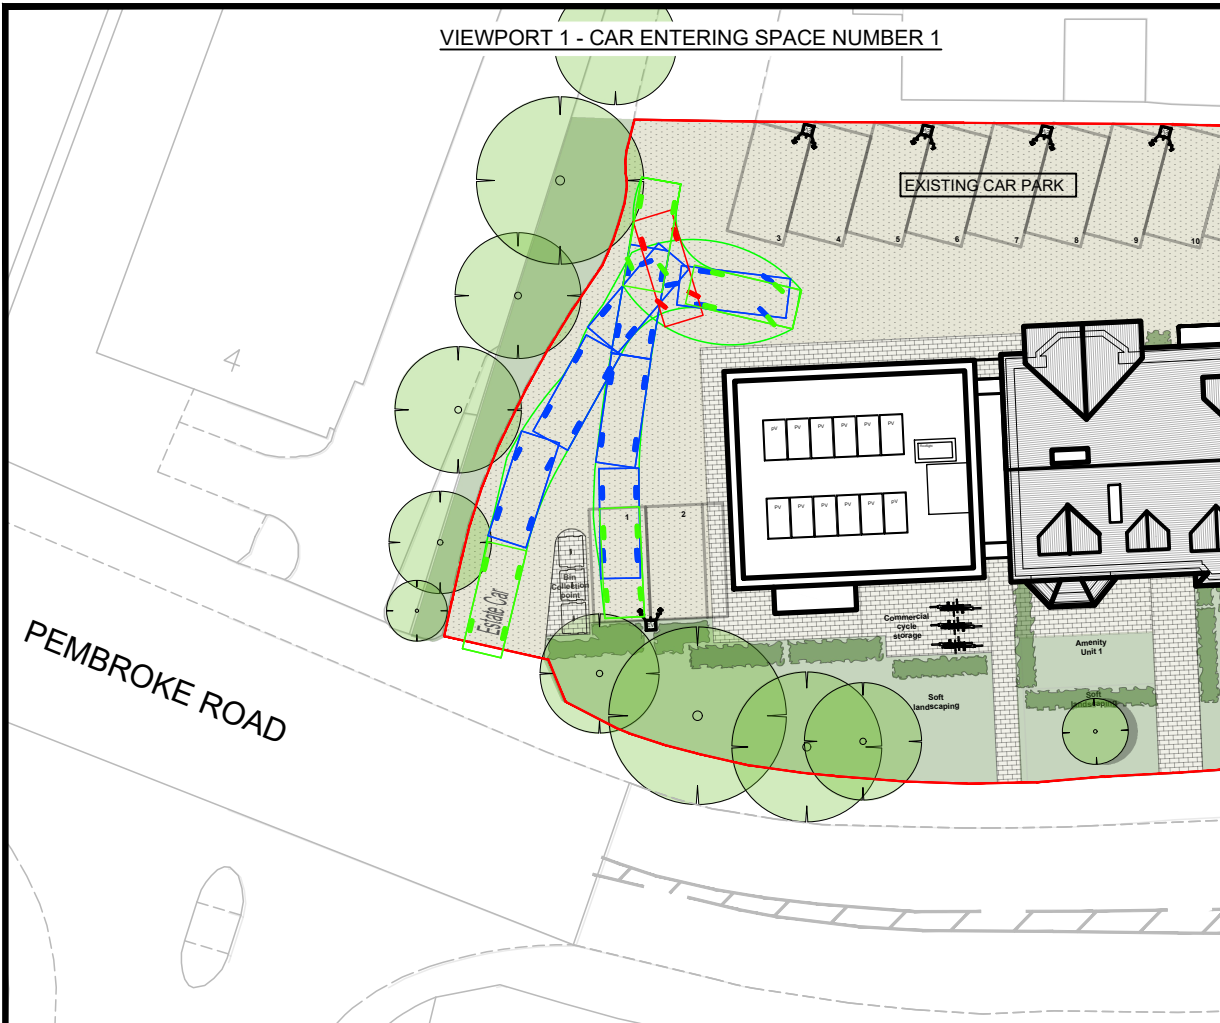 VIEWPORT 1 - CAR ENTERING SPACE NUMBER 1
EXISTING CAR PARK
3
4
5
6
7
8
9
10
4
PV PV PV PV PV PV
PV PV PV PV PV PV
1
2
Bin
Collection
point
Estate Car
Commercial
cycle
storage
Amenity
Unit 1
Soft
landscaping
Soft
landscaping
PEMBROKE ROAD